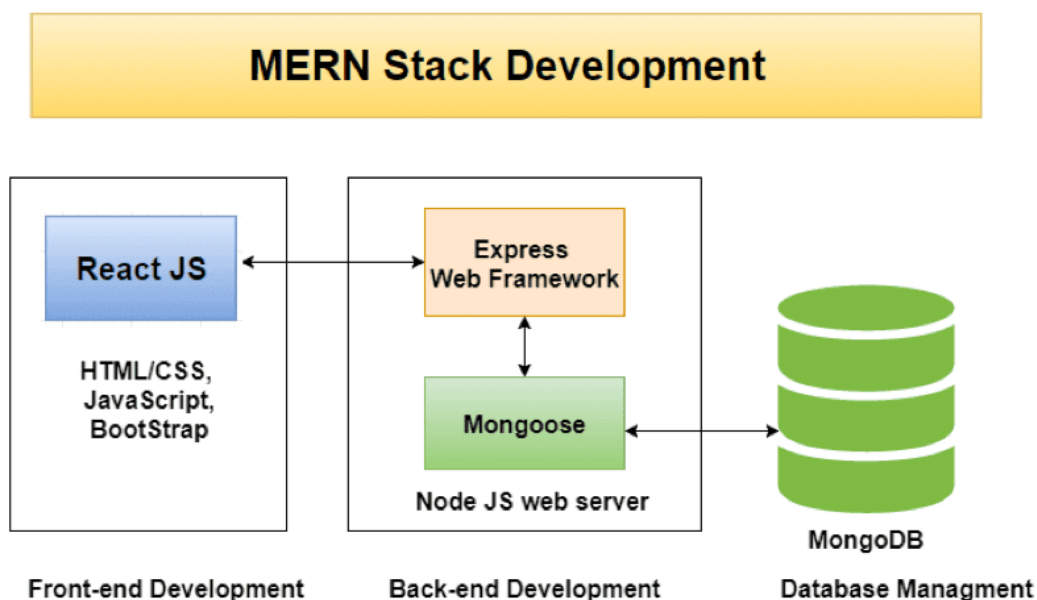 MERN Stack Development
React JS
HTML/CSS,
JavaScript,
BootStrap
Express
Web Framework
Mongoose
Node JS web server
MongoDB
Front-end Development
Back-end Development
Database Managment